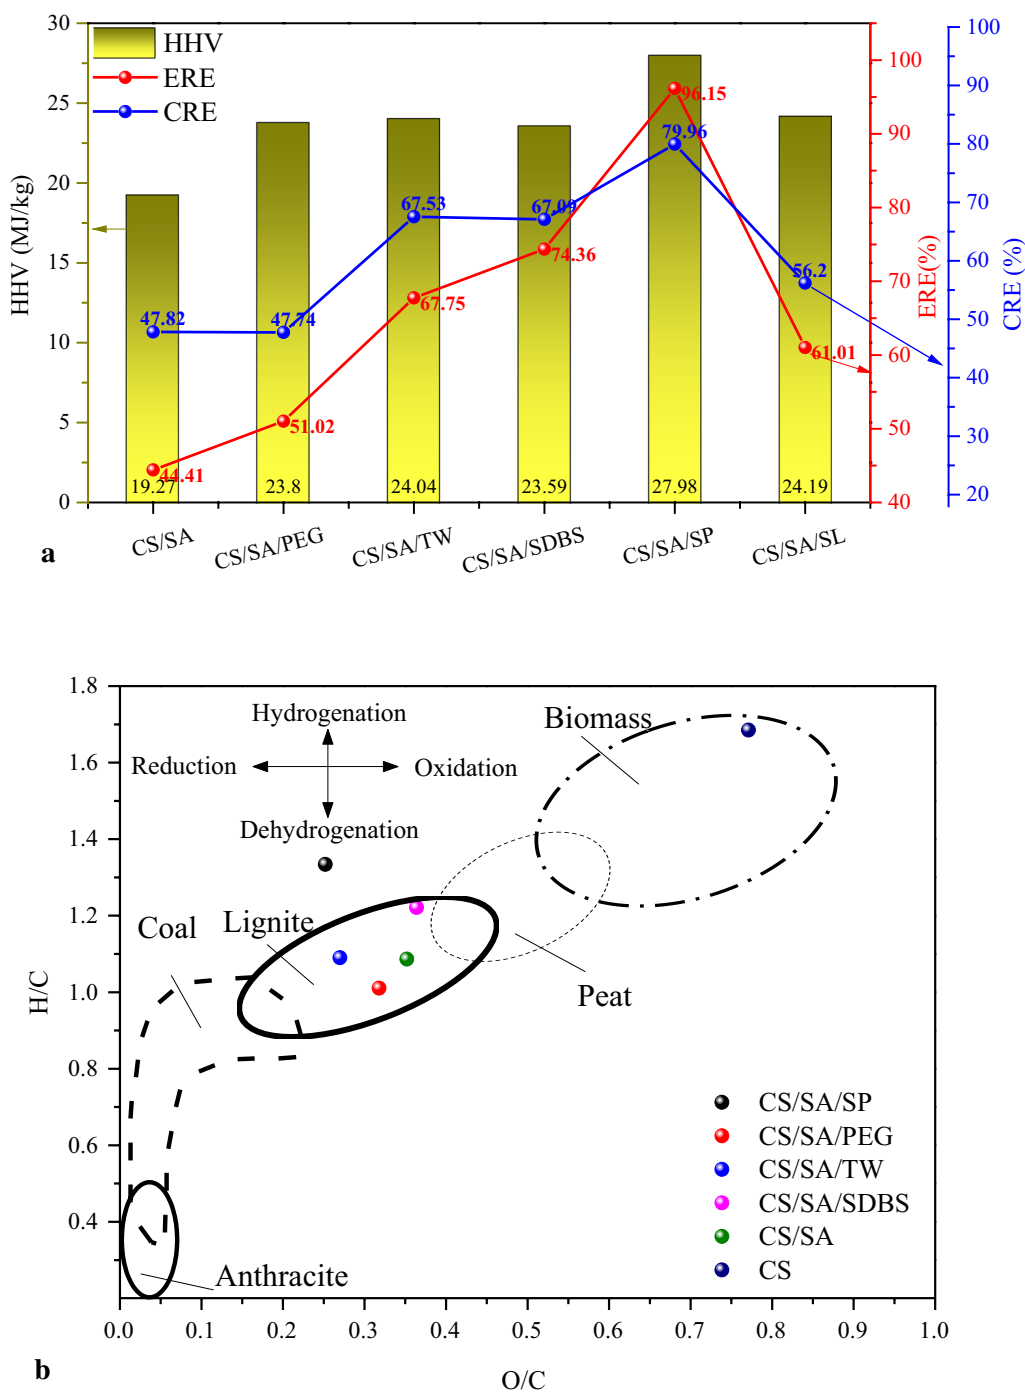 HHV
ERE
CRE
HHV (MJ/kg)
30
25
20
15
10
5
0
100
90
80
70
60
50
40
ERE(%)
100
90
80
70
60
50
40
30
20
CRE (%)
47.82
47.74
67.53
67.09
79.96
56.2
44.41
51.02
67.75
74.36
96.15
61.01
19.27
23.8
24.04
23.59
27.98
24.19
CS/SA
CS/SA/PEG
CS/SA/TW
CS/SA/SDBS
CS/SA/SP
CS/SA/SL
a
1.8
1.6
1.4
1.2
1.0
0.8
0.6
0.4
H/C
Hydrogenation
Reduction
Oxidation
Dehydrogenation
Biomass
Coal
Lignite
Peat
Anthracite
CS/SA/SP
CS/SA/PEG
CS/SA/TW
CS/SA/SDBS
CS/SA
CS
0.0 0.1 0.2 0.3 0.4 0.5 0.6 0.7 0.8 0.9 1.0
O/C
b